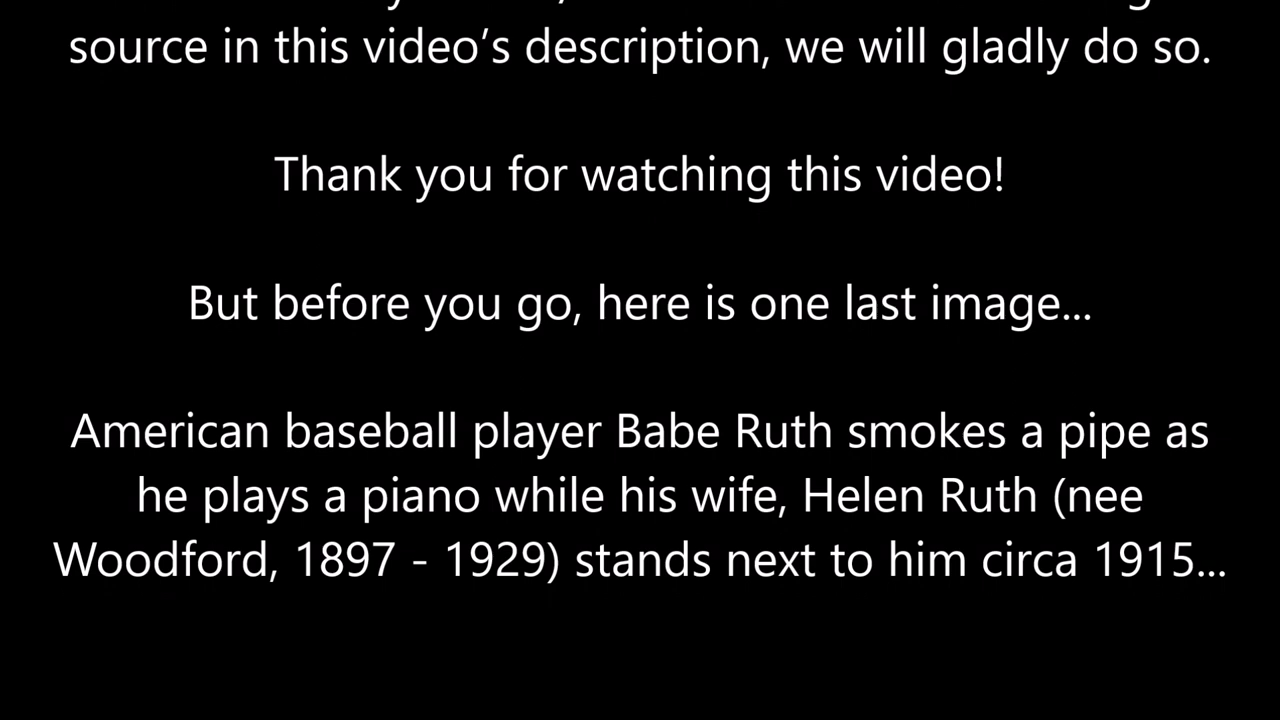 source in this video’s description, we will gladly do so.
Thank you for watching this video!
But before you go, here is one last image...
American baseball player Babe Ruth smokes a pipe as
he plays a piano while his wife, Helen Ruth (nee
Woodford, 1897 - 1929) stands next to him circa 1915...